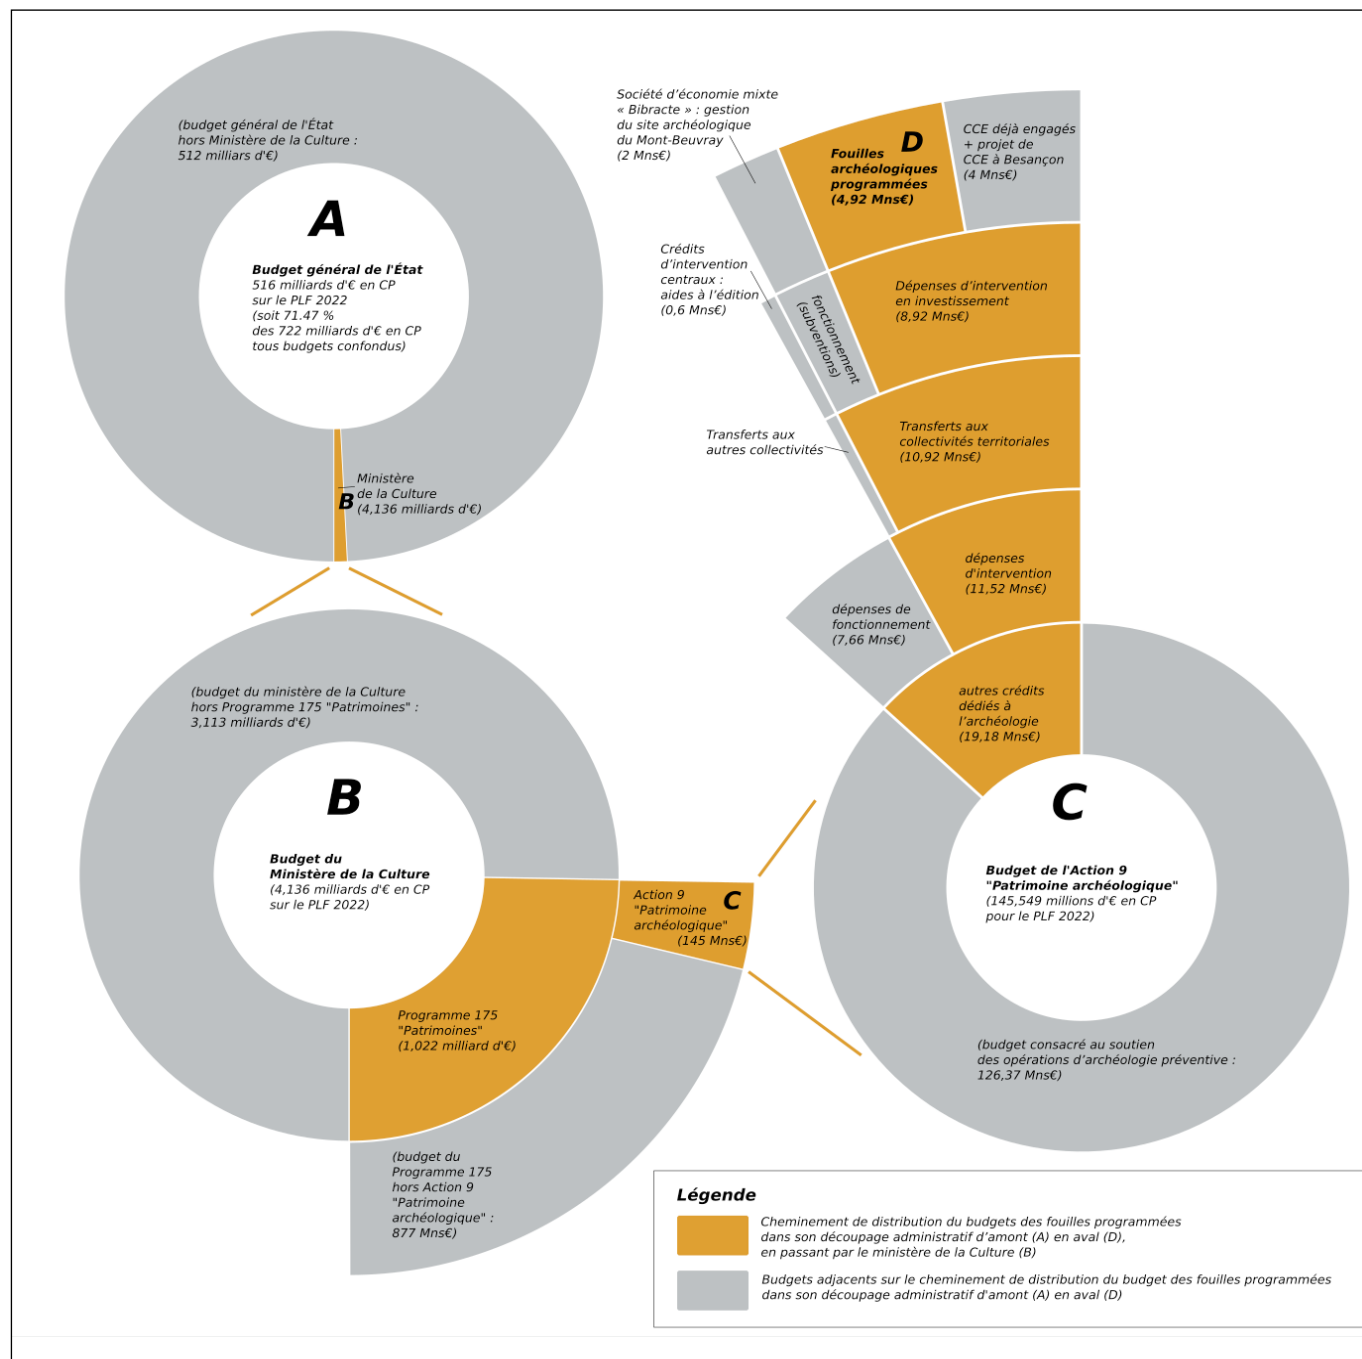 (budget général de l'État
hors Ministère de la Culture :
512 milliars d'€)
A
Budget général de l'État
516 milliards d'€ en CP
sur le PLF 2022
(soit 71.47 %
des 722 milliards d'€ en CP
tous budgets confondus)
Ministère
de la Culture
(4,136 milliards d'€)
B
(budget du ministère de la Culture
hors Programme 175 "Patrimoines" :
3,113 milliards d'€)
B
Budget du
Ministère de la Culture
(4,136 milliards d'€ en CP
sur le PLF 2022)
Programme 175
"Patrimoines"
(1,022 milliard d'€)
Action 9
"Patrimoine
archéologique"
(145 Mns€)
C
(budget du
Programme 175
hors Action 9
"Patrimoine
archéologique" :
877 Mns€)
Société d’économie mixte
« Bibracte » : gestion
du site archéologique
du Mont-Beuvray
(2 Mns€)
D
Fouilles
archéologiques
programmées
(4,92 Mns€)
CCE déjà engagés
+ projet de
CCE à Besançon
(4 Mns€)
Crédits
d’intervention
centraux :
aides à l’édition
(0,6 Mns€)
fonctionnement
(subventions)
Dépenses d’intervention
en investissement
(8,92 Mns€)
Transferts aux
autres collectivités
Transferts aux
collectivités territoriales
(10,92 Mns€)
dépenses
d'intervention
(11,52 Mns€)
dépenses de
fonctionnement
(7,66 Mns€)
autres crédits
dédiés à
l’archéologie
(19,18 Mns€)
C
Budget de l'Action 9
"Patrimoine archéologique"
(145,549 millions d'€ en CP
pour le PLF 2022)
(budget consacré au soutien
des opérations d’archéologie préventive :
126,37 Mns€)
Légende
Cheminement de distribution du budgets des fouilles programmées
dans son découpage administratif d’amont (A) en aval (D),
en passant par le ministère de la Culture (B)
Budgets adjacents sur le cheminement de distribution du budget des fouilles programmées
dans son découpage administratif d'amont (A) en aval (D)